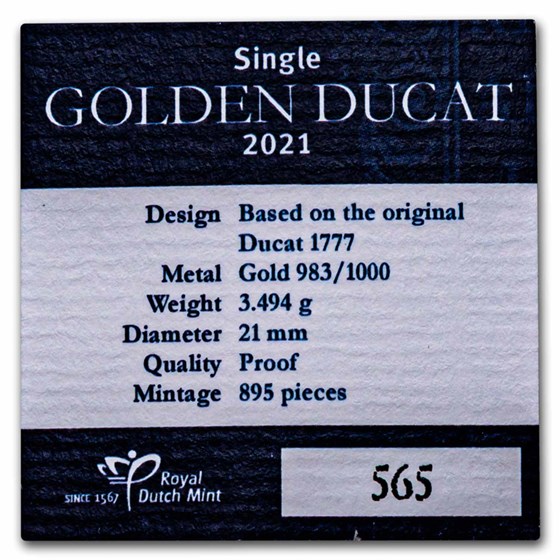 Single
GOLDEN DUCAT
2021
Design Based on the original
Ducat 1777
Metal Gold 983/1000
Weight 3.494 g
Diameter 21 mm
Quality Proof
Mintage 895 pieces
SINCE 1567 Royal
Dutch Mint
565